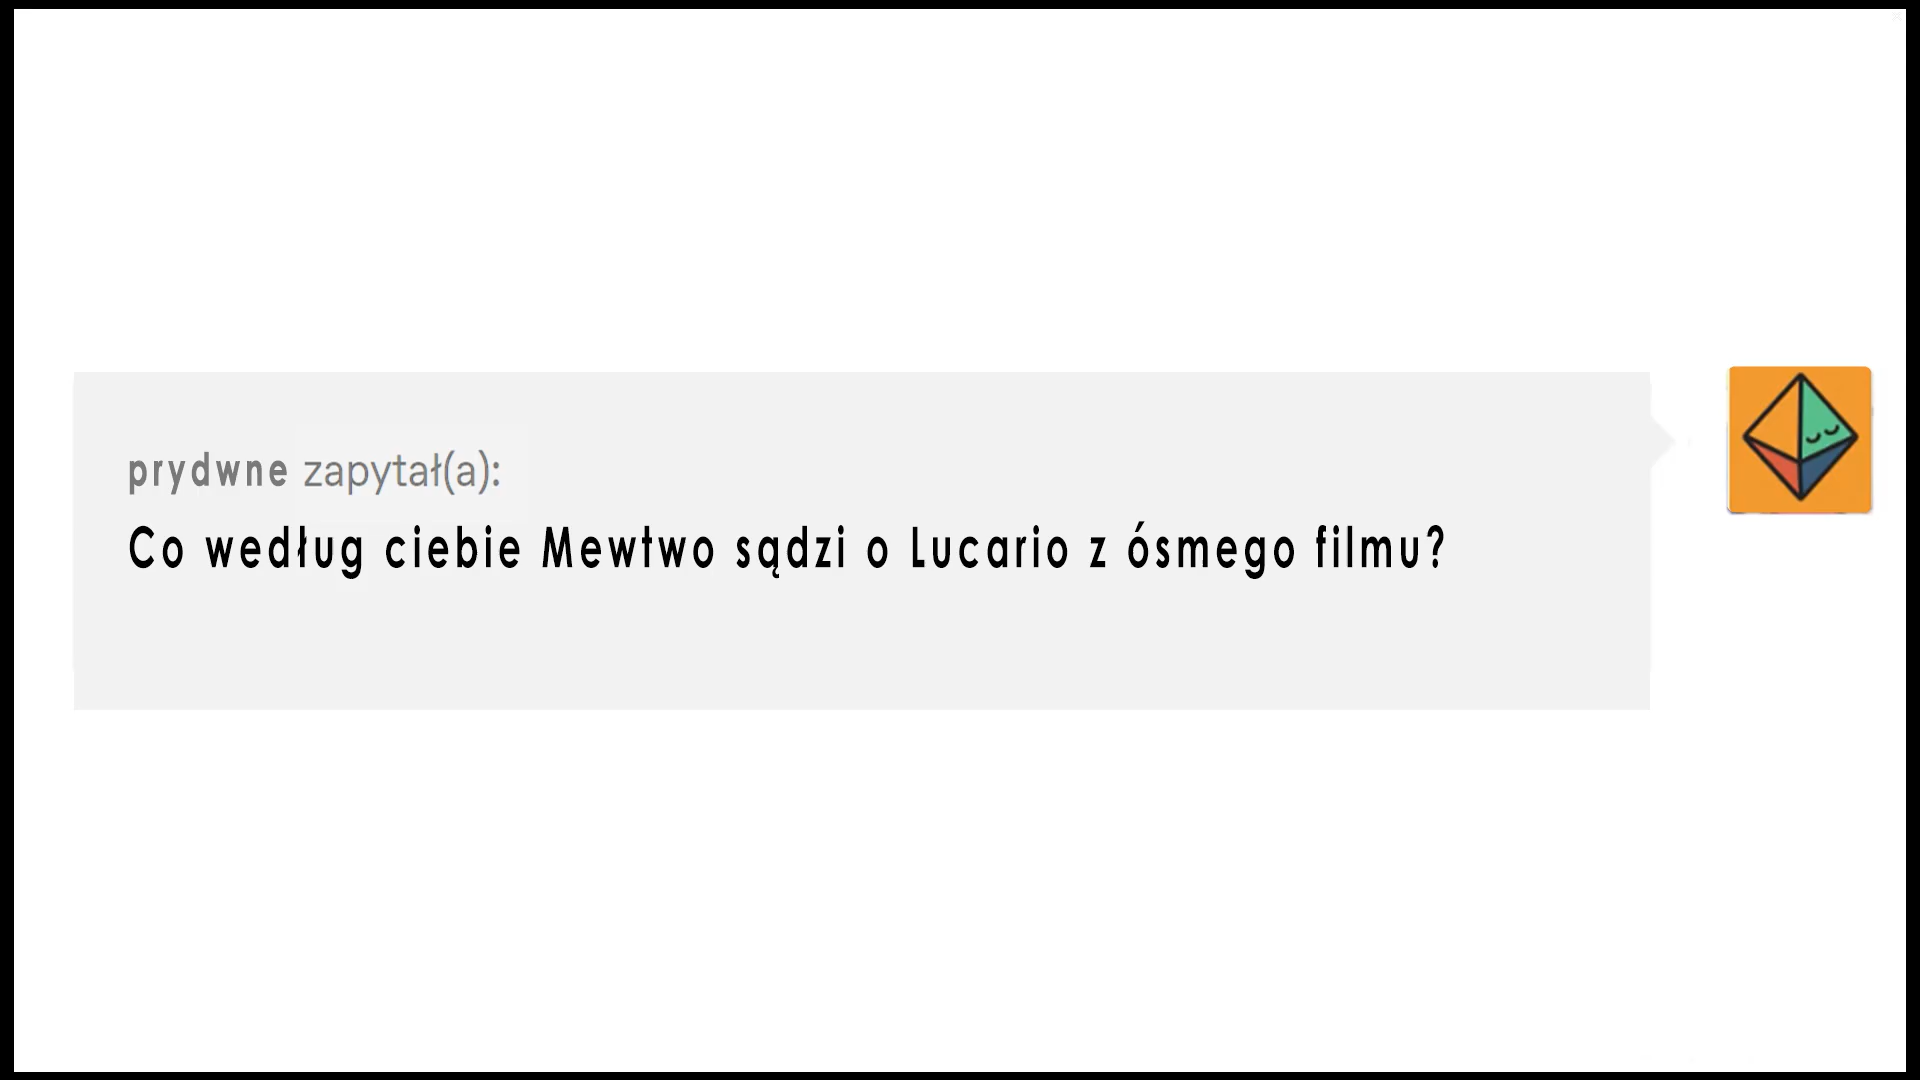 prydwne zapytał(a):
Co według ciebie Mewtwo sądzi o Lucario z ósmego filmu?